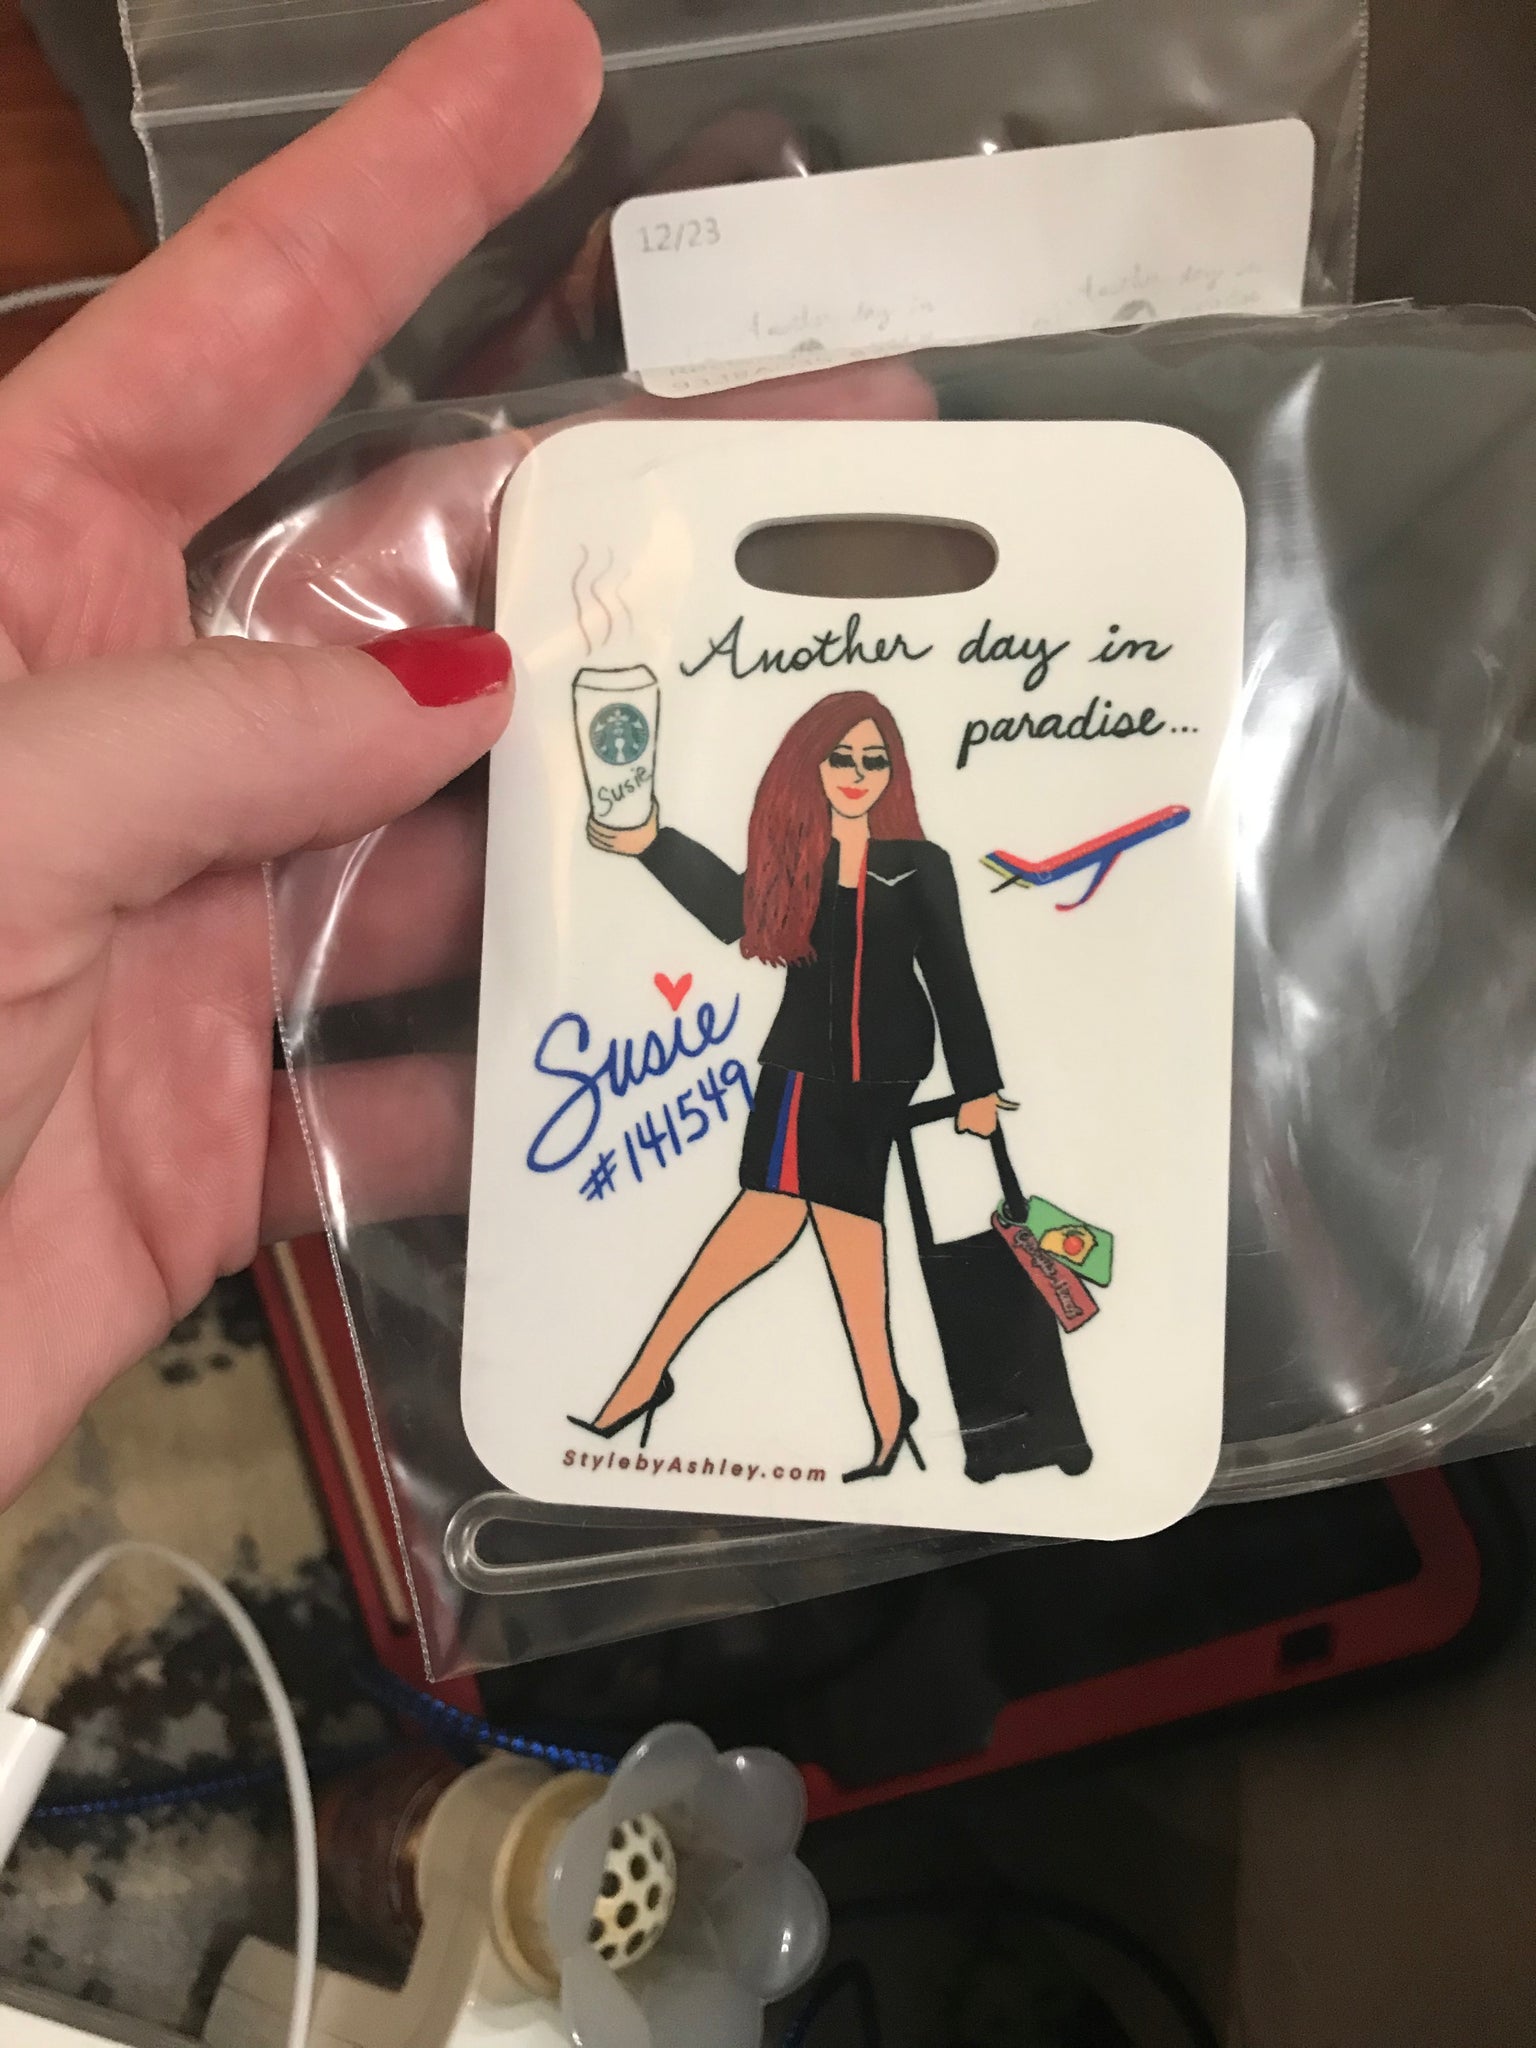 12/23
Another day in
paradise...
Susie
Susie
#141549
StylebyAshley.com